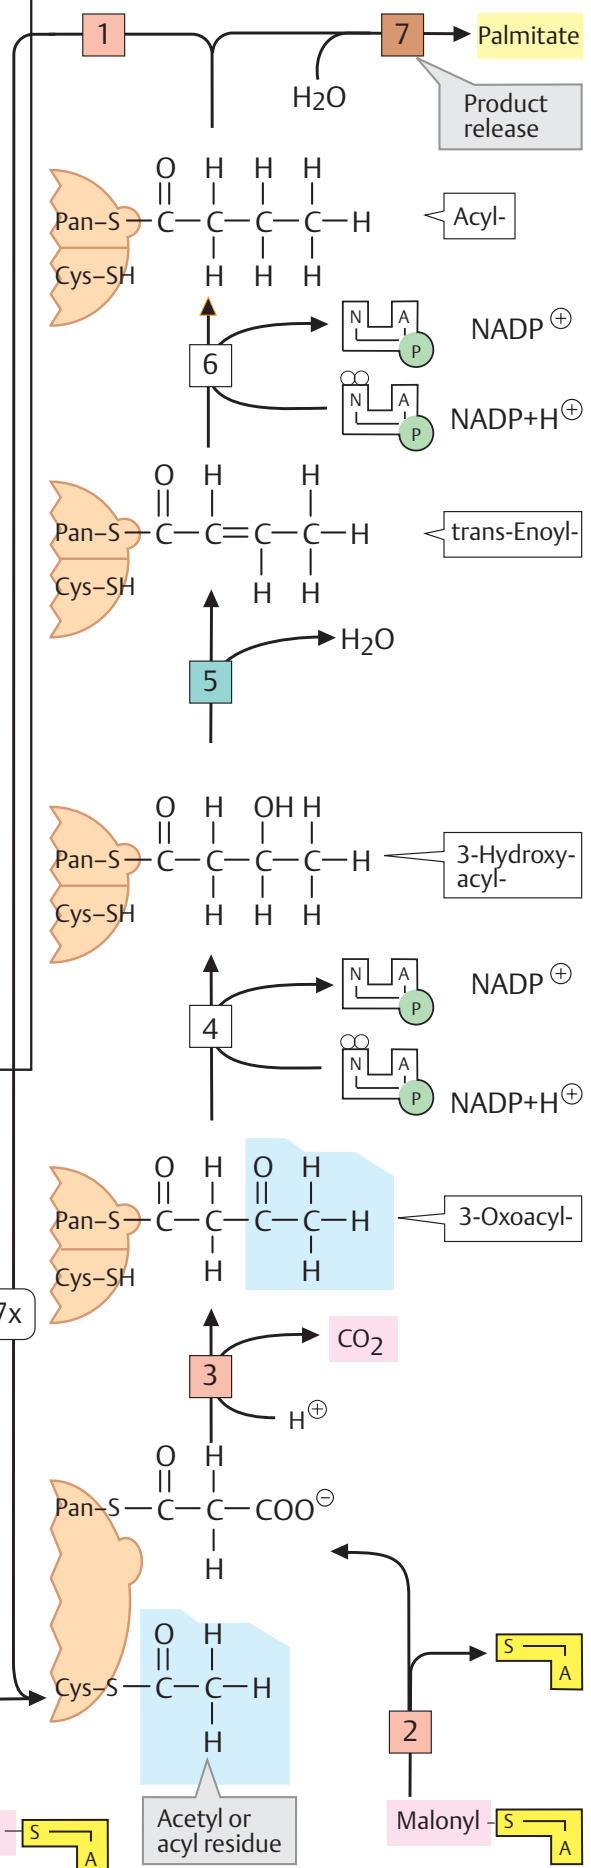 1
7
Palmitate
H2O
Product
release
O H H H
Pan–S–C–C–C–C–H
Acyl-
Cys–SH
H H H
N A
P
NADP⊕
6
N A
P
NADP+H⊕
O H H
Pan–S–C–C=C–C–H
trans-Enoyl-
Cys–SH
H H
H2O
5
O H OH H
Pan–S–C–C–C–C–H
3-Hydroxy-
acyl-
Cys–SH
H H H
N A
P
NADP⊕
4
N A
P
NADP+H⊕
O H O H
Pan–S–C–C–C–C–H
3-Oxoacyl-
Cys–SH
H H
7x
CO2
3
H⊕
O H
Pan–S–C–C–COO⊖
H
O H
S
A
Cys–S–C–C–H
H
2
Acetyl or
acyl residue
Malonyl - S
A
S
A